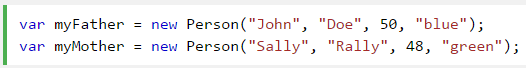 var myFather = new Person("John", "Doe", 50, "blue");
var myMother = new Person("Sally", "Rally", 48, "green");